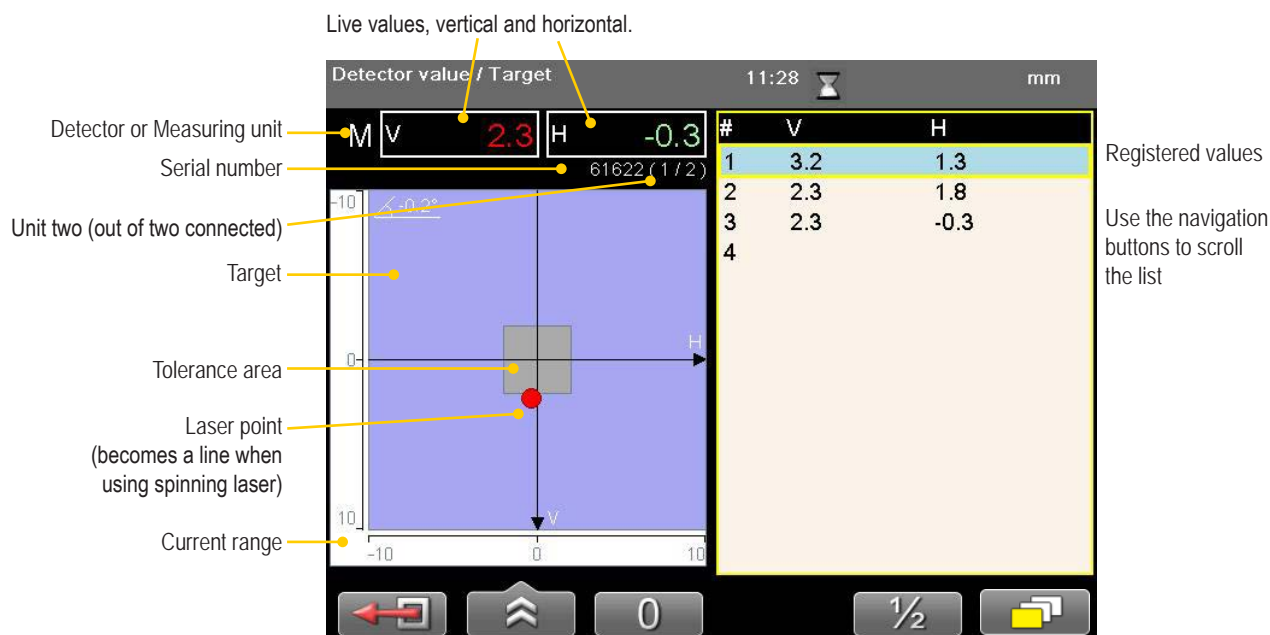 Live values, vertical and horizontal.
Detector value / Target 11:28 mm
Detector or Measuring unit
M V 2.3 H -0.3
Serial number
61622 (1/2)
Unit two (out of two connected)
Target
Tolerance area
Laser point
(becomes a line when
using spinning laser)
Current range
-10
-0.2°
0
H
10
V
-10 0 10
# V H
1 3.2 1.3
2 2.3 1.8
3 2.3 -0.3
4
Registered values
Use the navigation
buttons to scroll
the list
0
½